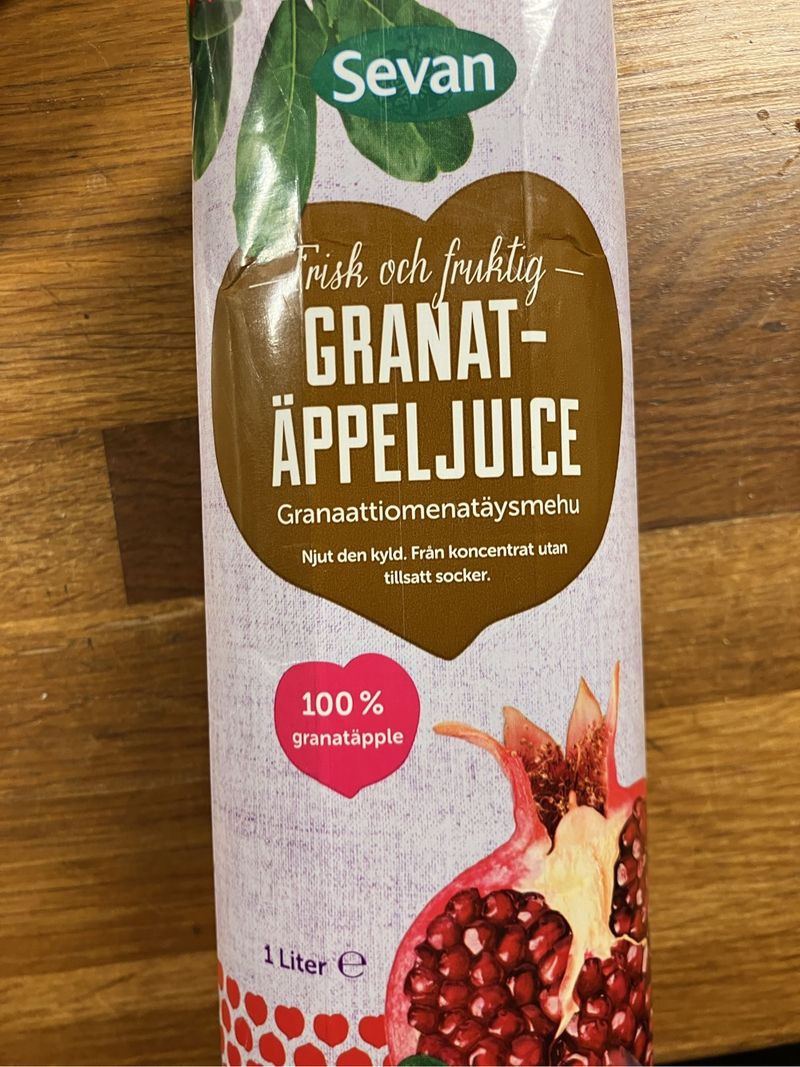 Sevan
Frisk och fruktig
GRANAT-
ÄPPELJUICE
Granaattiomenatäysmehu
Njut den kyld. Från koncentrat utan
tillsatt socker.
100 %
granatäpple
1 Liter ℮